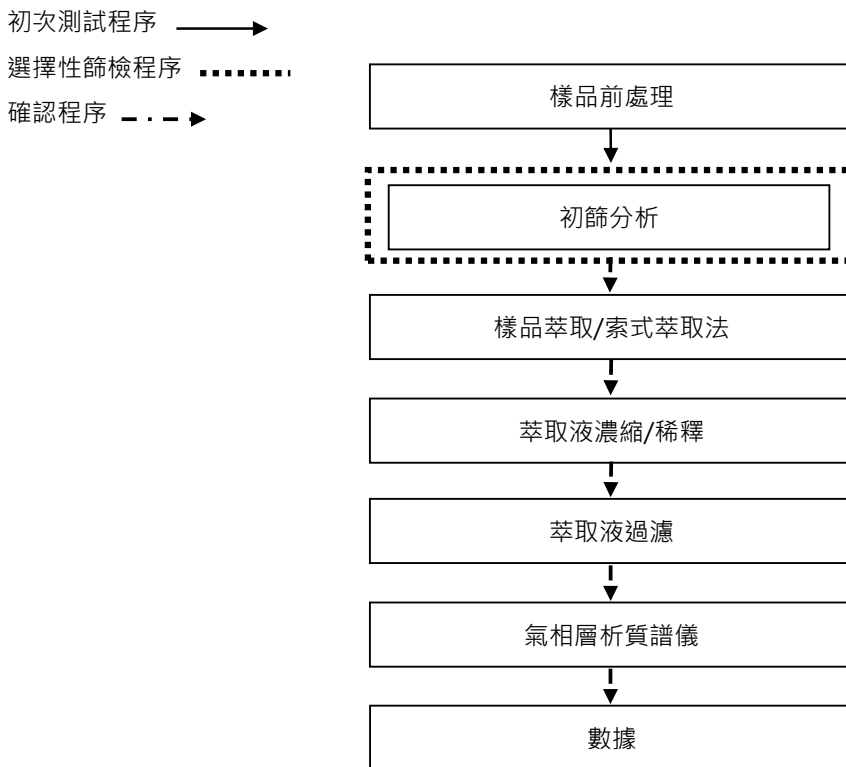 初次測試程序
選擇性篩檢程序
確認程序
樣品前處理
初篩分析
樣品萃取/索式萃取法
萃取液濃縮/稀釋
萃取液過濾
氣相層析質譜儀
數據